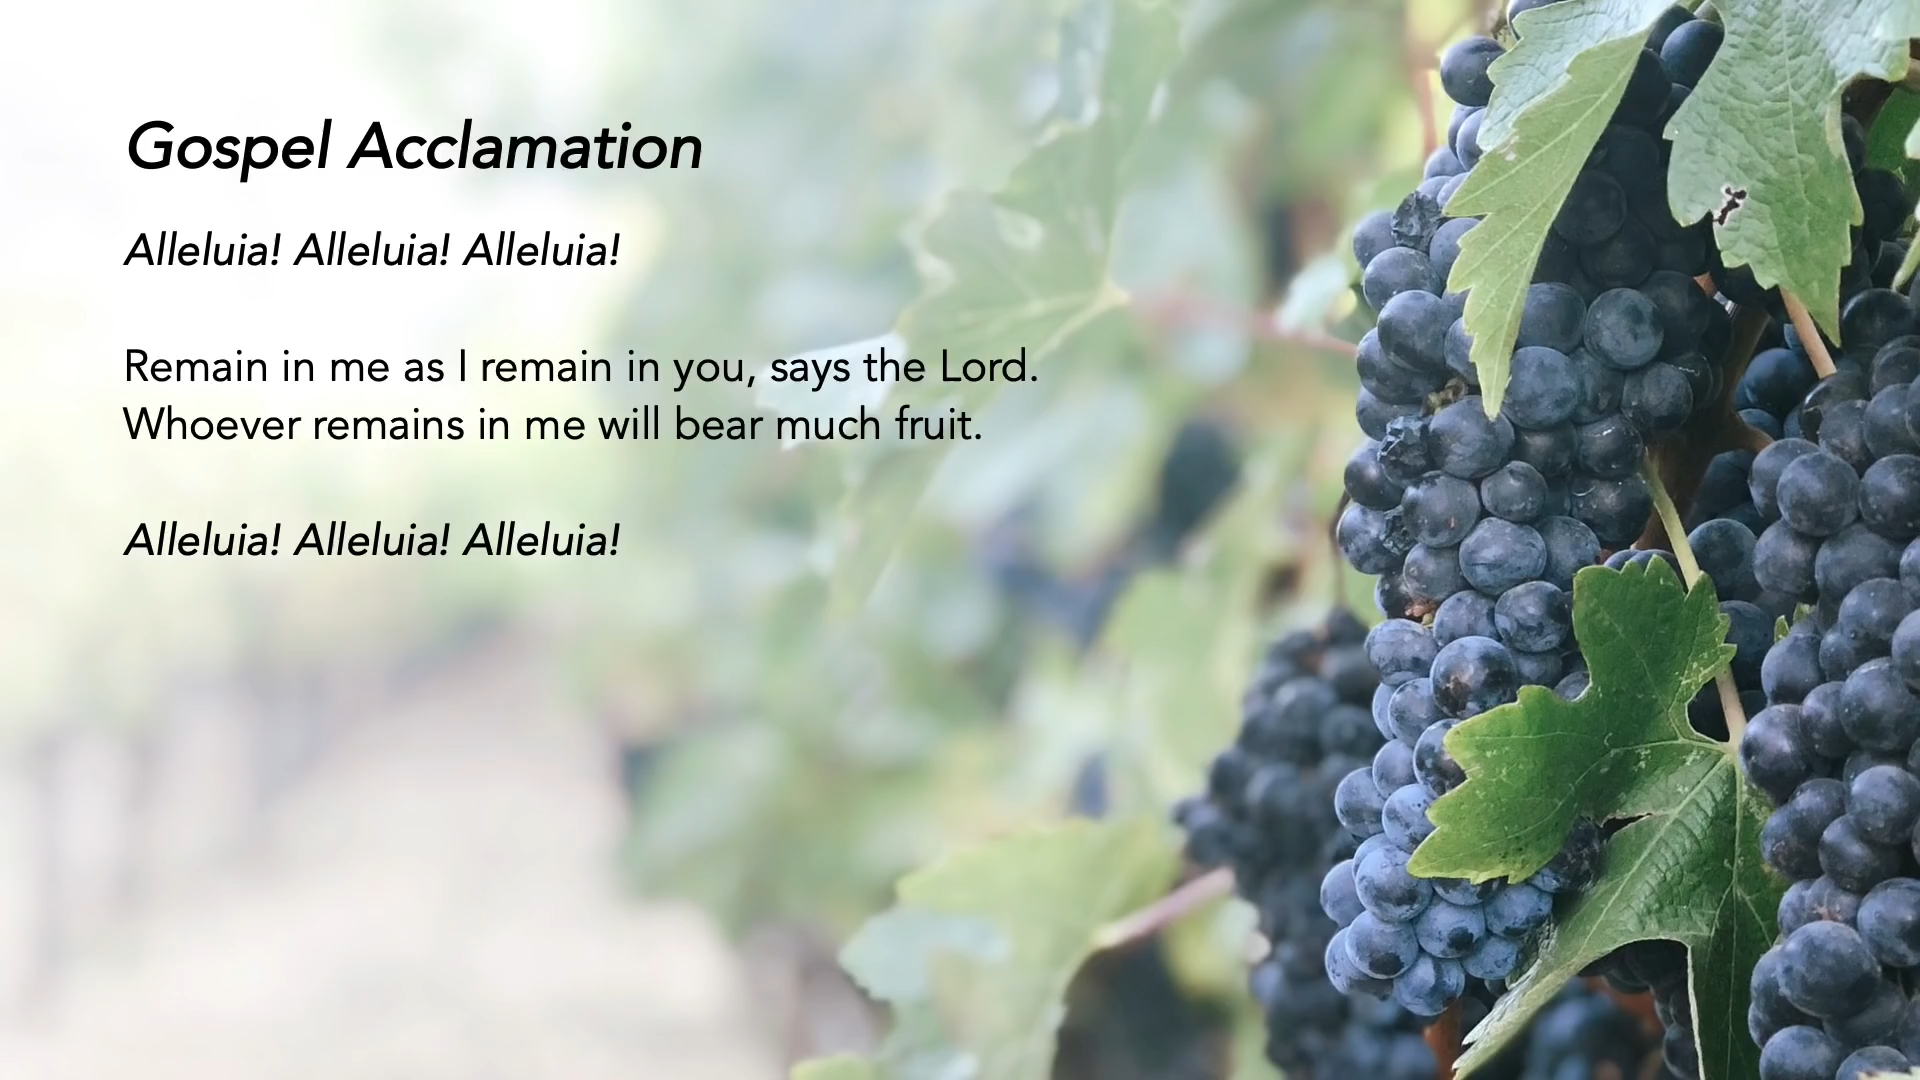 Gospel Acclamation
Alleluia! Alleluia! Alleluia!
Remain in me as I remain in you, says the Lord.
Whoever remains in me will bear much fruit.
Alleluia! Alleluia! Alleluia!